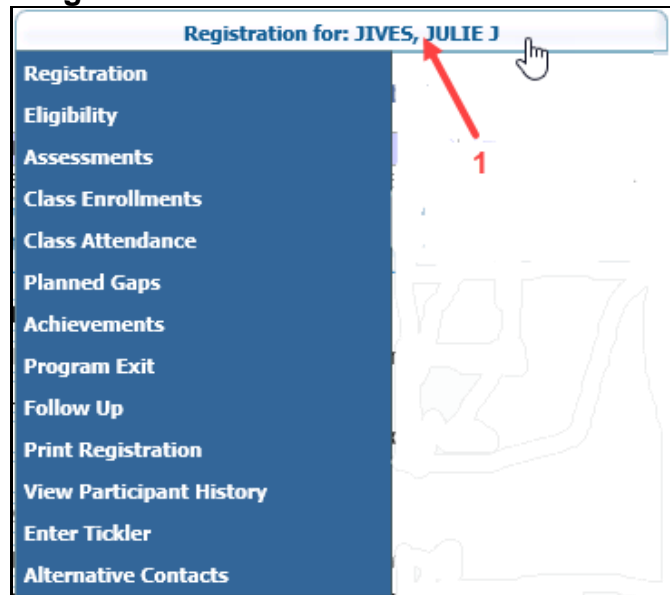 Registration for: JIVES, JULIE J
Registration
Eligibility
Assessments
1
Class Enrollments
Class Attendance
Planned Gaps
Achievements
Program Exit
Follow Up
Print Registration
View Participant History
Enter Tickler
Alternative Contacts